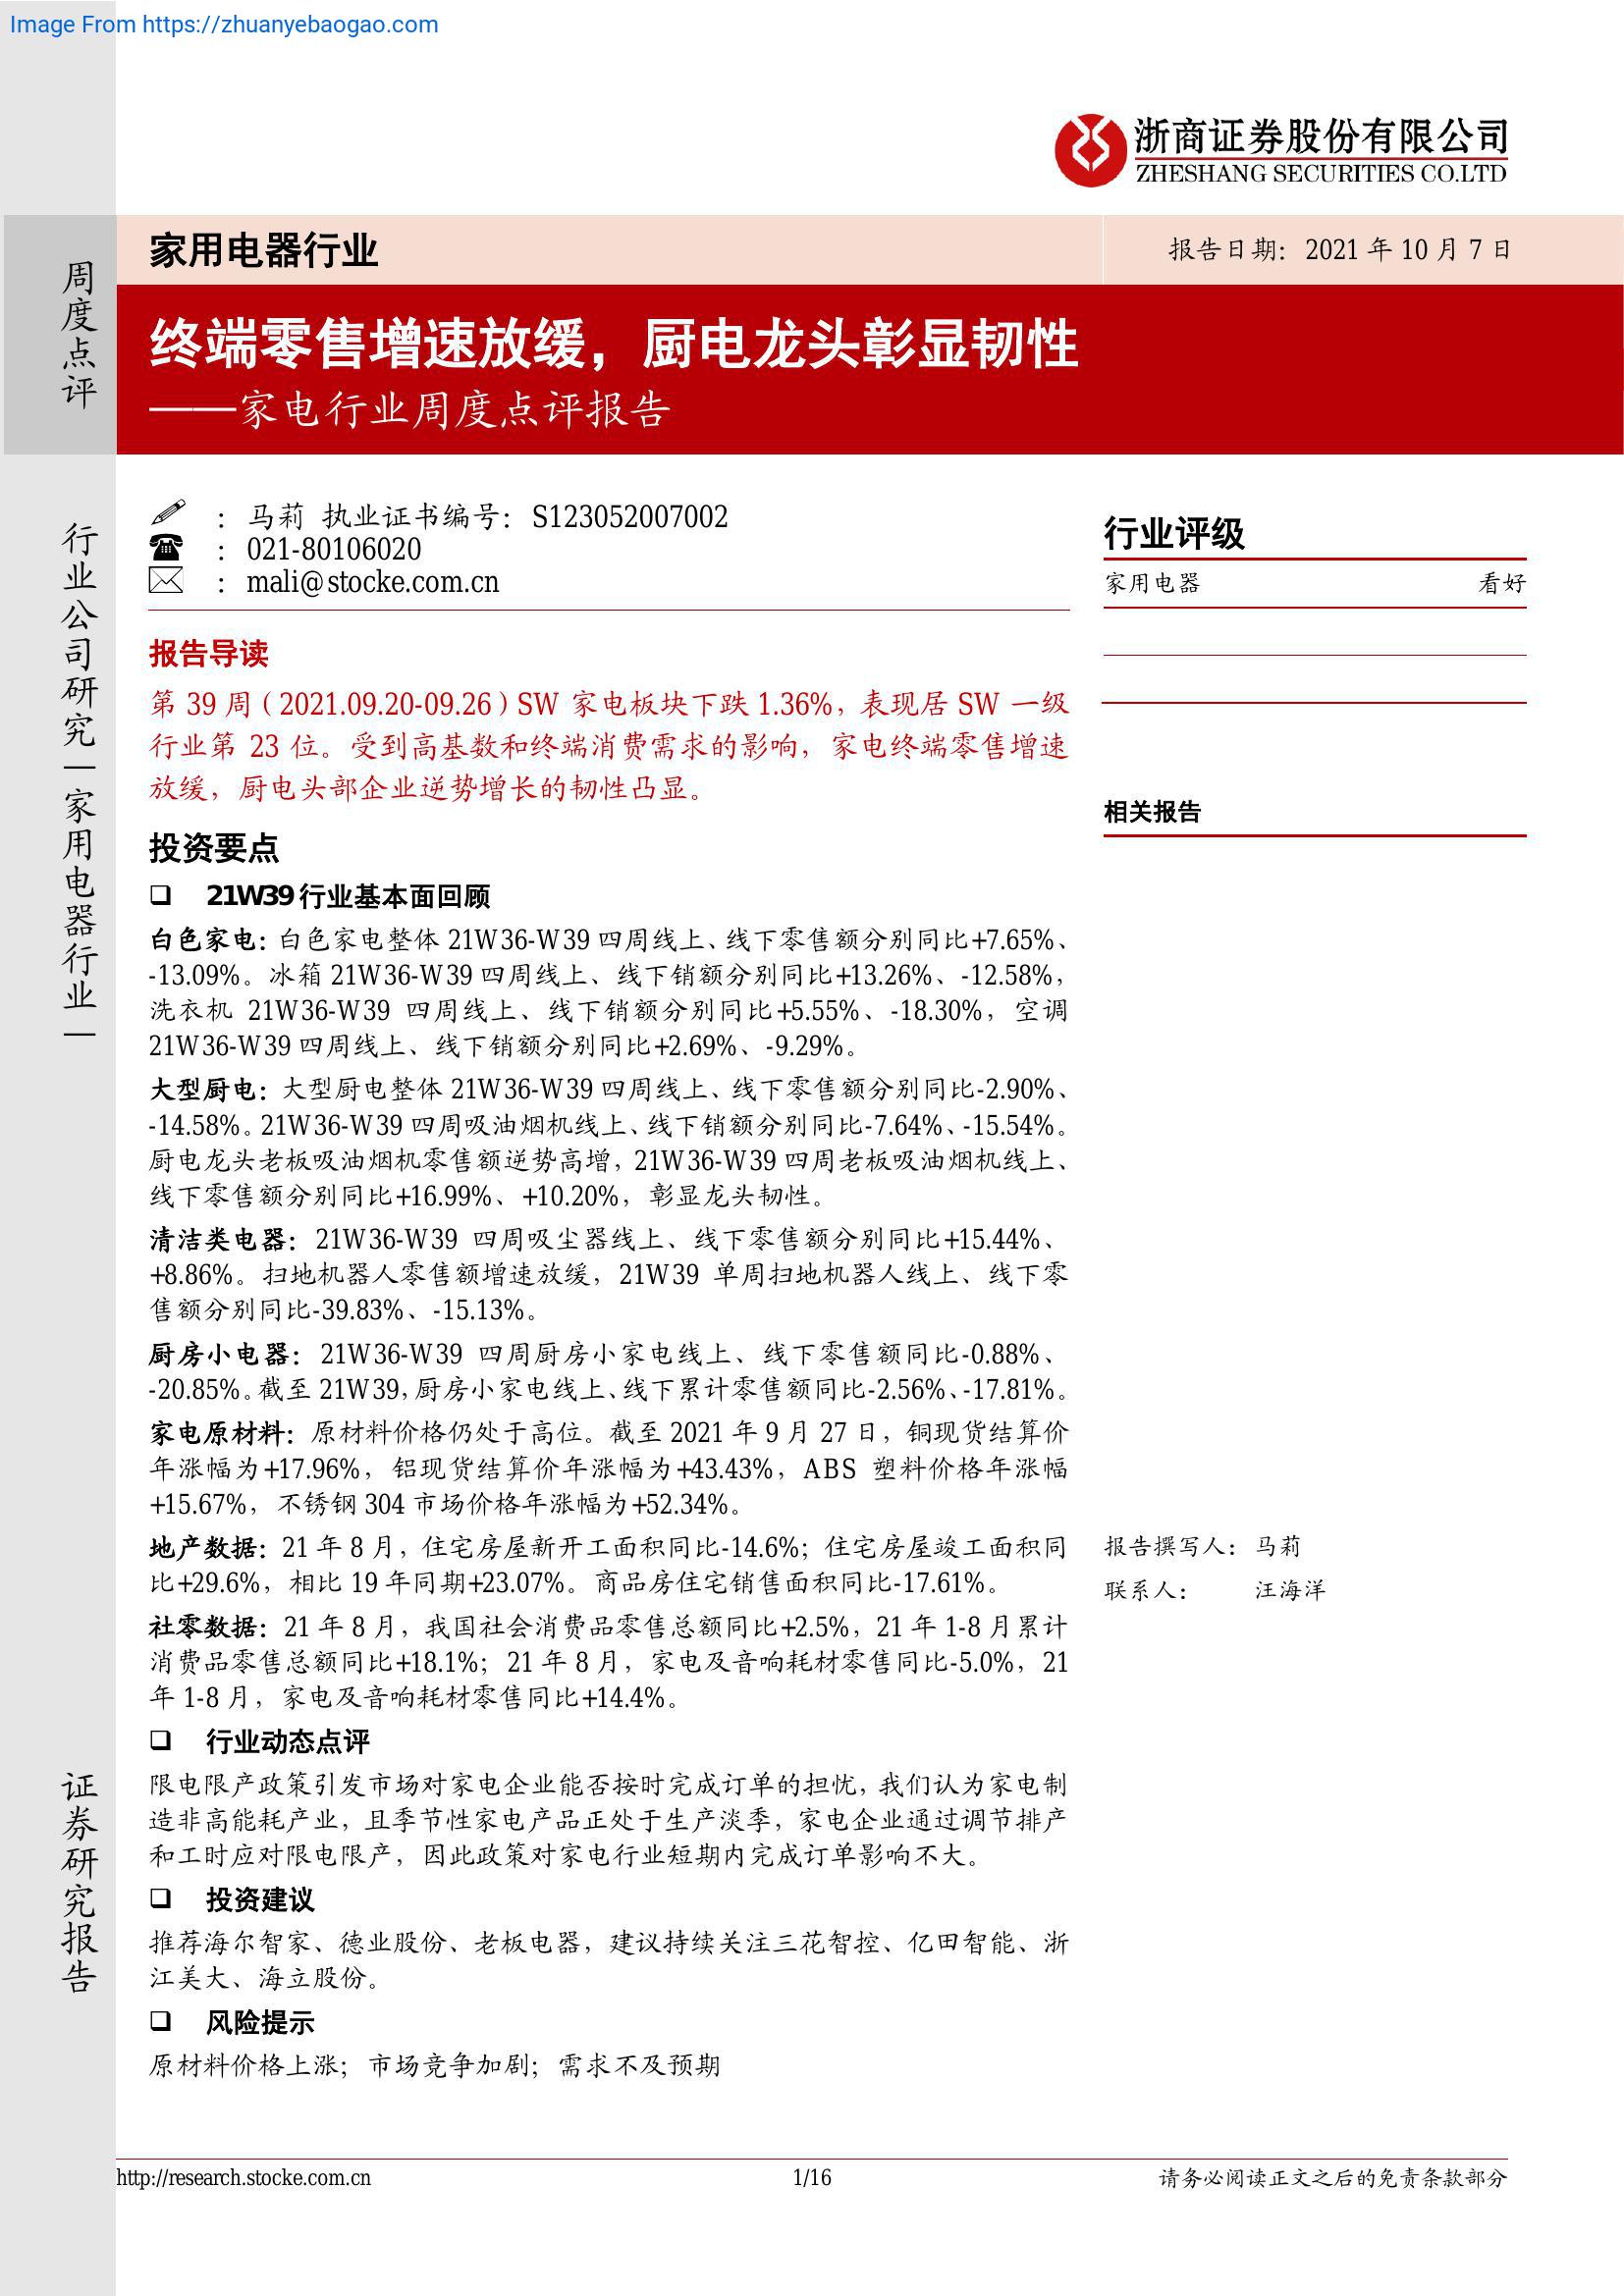 Image From https://zhuanyebaogao.com
浙商证券股份有限公司
ZHESHANG SECURITIES CO.LTD
周度点评
家用电器行业
报告日期：2021 年 10 月 7 日
终端零售增速放缓，厨电龙头彰显韧性
——家电行业周度点评报告
行业公司研究—家用电器行业—
证券研究报告
： 马莉 执业证书编号：S123052007002
： 021-80106020
： mali@stocke.com.cn
报告导读
第 39 周（2021.09.20-09.26）SW 家电板块下跌 1.36%，表现居 SW 一级
行业第 23 位。受到高基数和终端消费需求的影响，家电终端零售增速
放缓，厨电头部企业逆势增长的韧性凸显。
投资要点
❑ 21W39 行业基本面回顾
白色家电：白色家电整体 21W36-W39 四周线上、线下零售额分别同比+7.65%、
-13.09%。冰箱 21W36-W39 四周线上、线下销额分别同比+13.26%、-12.58%，
洗衣机 21W36-W39 四周线上、线下销额分别同比+5.55%、-18.30%，空调
21W36-W39 四周线上、线下销额分别同比+2.69%、-9.29%。
大型厨电：大型厨电整体 21W36-W39 四周线上、线下零售额分别同比-2.90%、
-14.58%。21W36-W39 四周吸油烟机线上、线下销额分别同比-7.64%、-15.54%。
厨电龙头老板吸油烟机零售额逆势高增，21W36-W39 四周老板吸油烟机线上、
线下零售额分别同比+16.99%、+10.20%，彰显龙头韧性。
清洁类电器：21W36-W39 四周吸尘器线上、线下零售额分别同比+15.44%、
+8.86%。扫地机器人零售额增速放缓，21W39 单周扫地机器人线上、线下零
售额分别同比-39.83%、-15.13%。
厨房小电器：21W36-W39 四周厨房小家电线上、线下零售额同比-0.88%、
-20.85%。截至 21W39，厨房小家电线上、线下累计零售额同比-2.56%、-17.81%。
家电原材料：原材料价格仍处于高位。截至 2021 年 9 月 27 日，铜现货结算价
年涨幅为+17.96%，铝现货结算价年涨幅为+43.43%，ABS 塑料价格年涨幅
+15.67%，不锈钢 304 市场价格年涨幅为+52.34%。
地产数据：21 年 8 月，住宅房屋新开工面积同比-14.6%；住宅房屋竣工面积同
比+29.6%，相比 19 年同期+23.07%。商品房住宅销售面积同比-17.61%。
社零数据：21 年 8 月，我国社会消费品零售总额同比+2.5%，21 年 1-8 月累计
消费品零售总额同比+18.1%；21 年 8 月，家电及音响耗材零售同比-5.0%，21
年 1-8 月，家电及音响耗材零售同比+14.4%。
❑ 行业动态点评
限电限产政策引发市场对家电企业能否按时完成订单的担忧，我们认为家电制
造非高能耗产业，且季节性家电产品正处于生产淡季，家电企业通过调节排产
和工时应对限电限产，因此政策对家电行业短期内完成订单影响不大。
❑ 投资建议
推荐海尔智家、德业股份、老板电器，建议持续关注三花智控、亿田智能、浙
江美大、海立股份。
❑ 风险提示
原材料价格上涨；市场竞争加剧；需求不及预期
行业评级
家用电器 看好
相关报告
报告撰写人：马莉
联系人： 汪海洋
http://research.stocke.com.cn
1/16
请务必阅读正文之后的免责条款部分